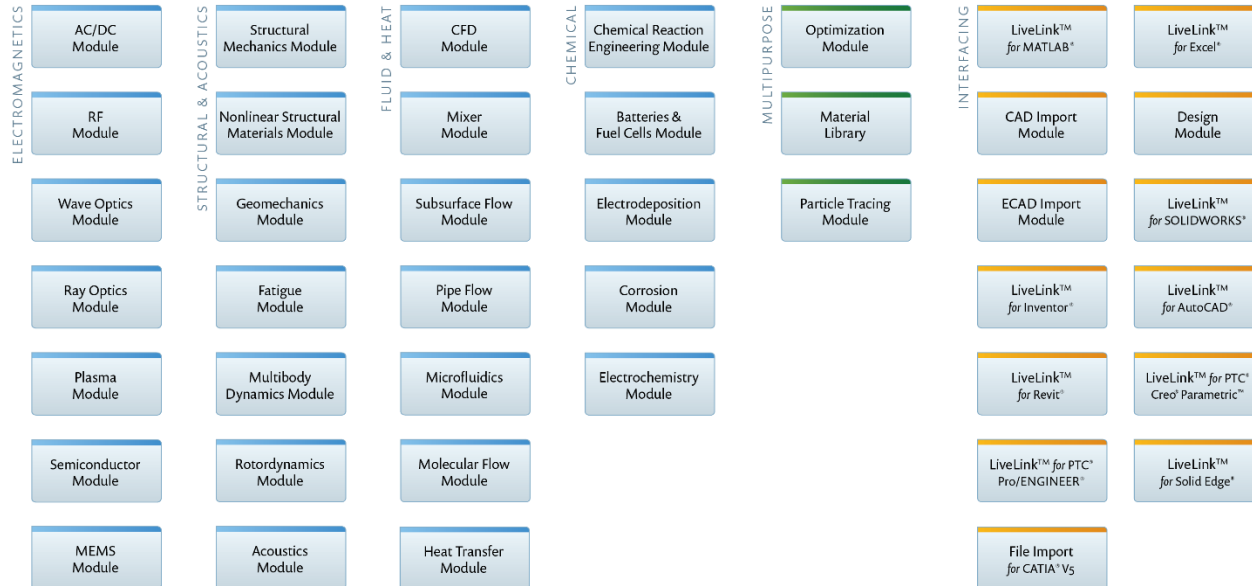 ELECTROMAGNETICS
AC/DC
Module
RF
Module
Wave Optics
Module
Ray Optics
Module
Plasma
Module
Semiconductor
Module
MEMS
Module
STRUCTURAL & ACOUSTICS
Structural
Mechanics Module
Nonlinear Structural
Materials Module
Geomechanics
Module
Fatigue
Module
Multibody
Dynamics Module
Rotordynamics
Module
Acoustics
Module
FLUID & HEAT
CFD
Module
Mixer
Module
Subsurface Flow
Module
Pipe Flow
Module
Microfluidics
Module
Molecular Flow
Module
Heat Transfer
Module
CHEMICAL
Chemical Reaction
Engineering Module
Batteries &
Fuel Cells Module
Electrodeposition
Module
Corrosion
Module
Electrochemistry
Module
MULTIPURPOSE
Optimization
Module
Material
Library
Particle Tracing
Module
INTERFACING
LiveLink™
for MATLAB®
CAD Import
Module
ECAD Import
Module
LiveLink™
for Inventor®
LiveLink™
for Revit®
LiveLink™ for PTC®
Pro/ENGINEER®
File Import
for CATIA® V5
LiveLink™
for Excel®
Design
Module
LiveLink™
for SOLIDWORKS®
LiveLink™
for AutoCAD®
LiveLink™ for PTC®
Creo® Parametric™
LiveLink™
for Solid Edge®